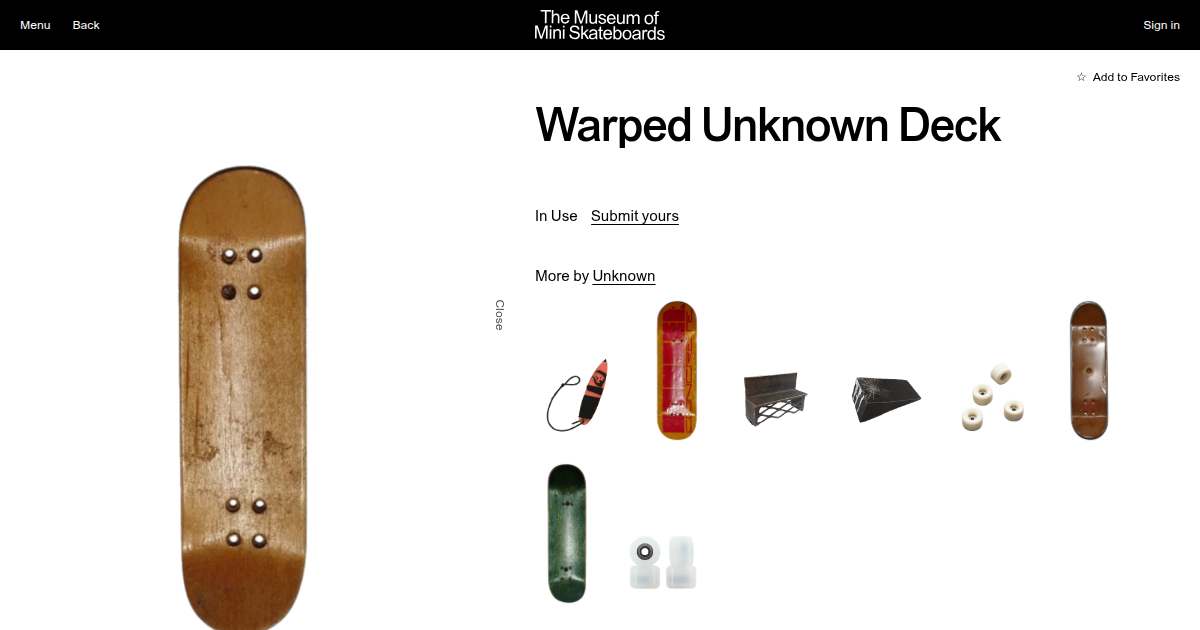 Menu
Back
The Museum of
Mini Skateboards
Sign in
☆ Add to Favorites
Warped Unknown Deck
In Use
Submit yours
More by Unknown
Close